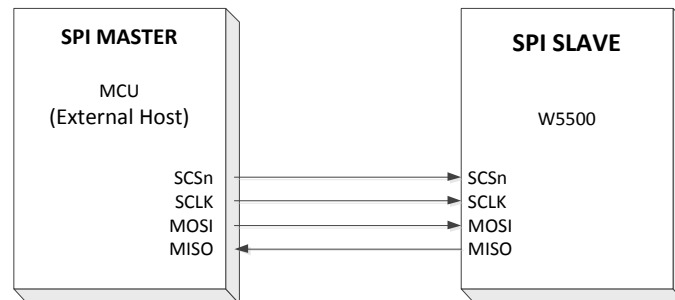 SPI MASTER
MCU
(External Host)
SCSn
SCLK
MOSI
MISO
SPI SLAVE
W5500
SCSn
SCLK
MOSI
MISO